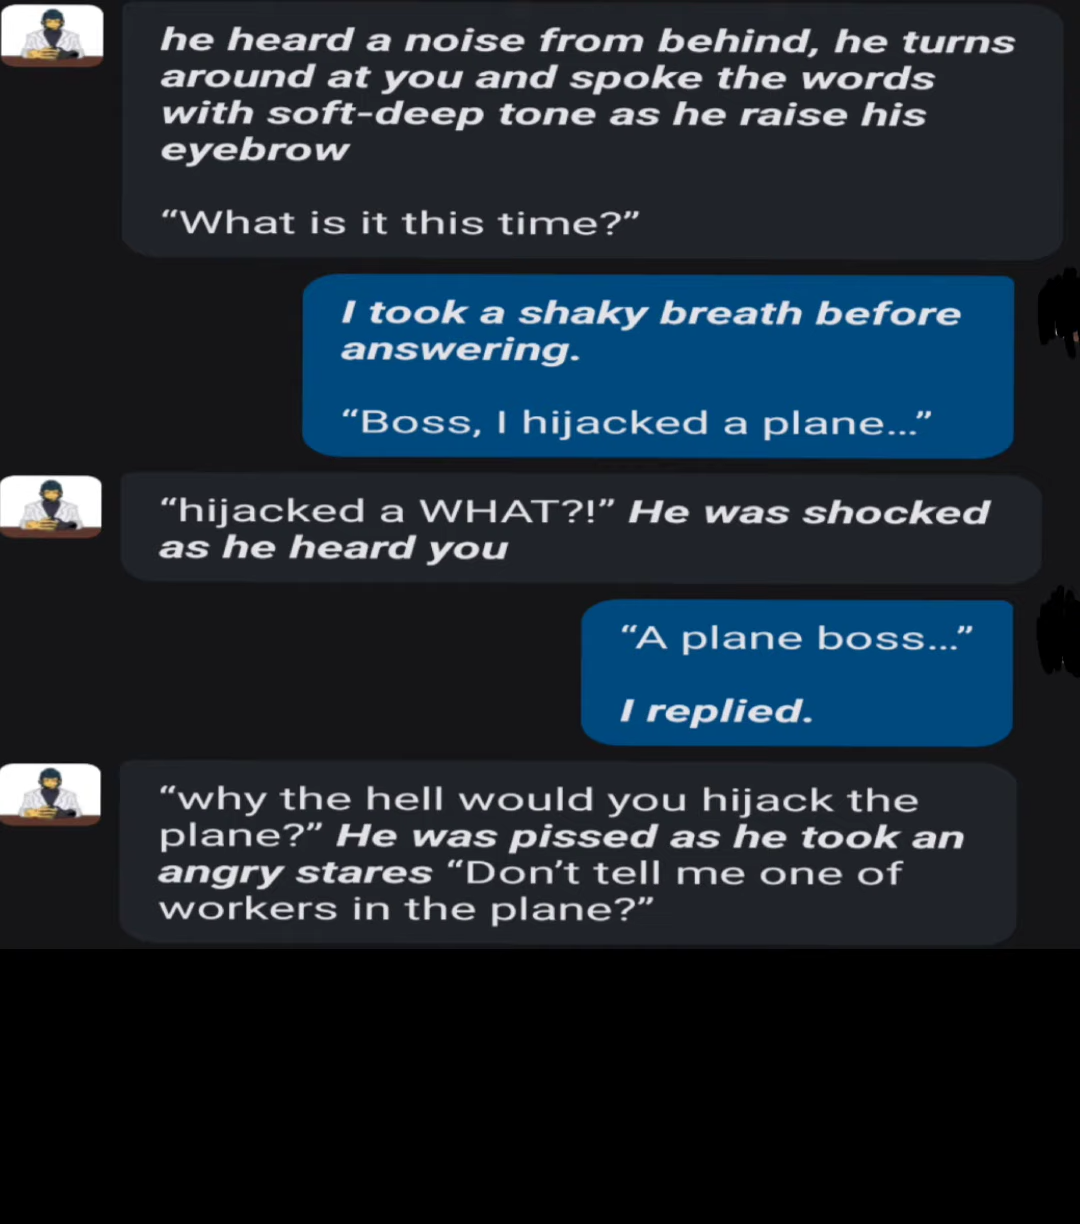 he heard a noise from behind, he turns
around at you and spoke the words
with soft-deep tone as he raise his
eyebrow
“What is it this time?”
I took a shaky breath before
answering.
“Boss, I hijacked a plane...”
“hijacked a WHAT?!” He was shocked
as he heard you
“A plane boss...”
I replied.
“why the hell would you hijack the
plane?” He was pissed as he took an
angry stares “Don’t tell me one of
workers in the plane?”